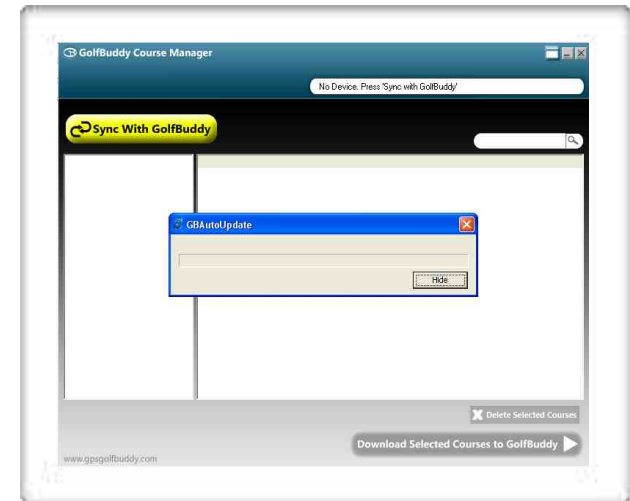 GolfBuddy Course Manager
No Device. Press 'Sync with GolfBuddy'
Sync With GolfBuddy
GBAutoUpdate
Hide
Delete Selected Courses
Download Selected Courses to GolfBuddy
www.gpsgolfbuddy.com